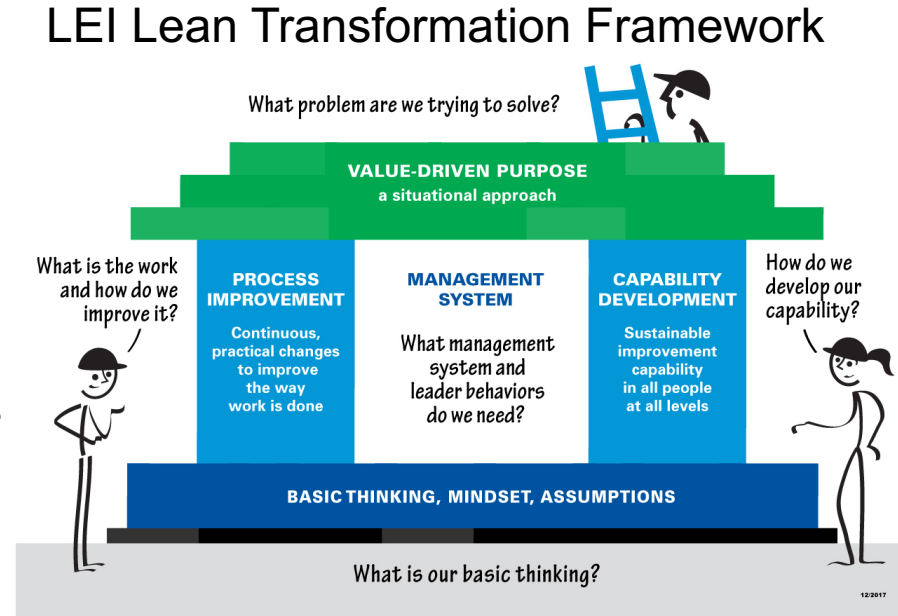 LEI Lean Transformation Framework
What problem are we trying to solve?
VALUE-DRIVEN PURPOSE
a situational approach
What is the work
and how do we
improve it?
PROCESS
IMPROVEMENT
Continuous,
practical changes
to improve
the way
work is done
MANAGEMENT
SYSTEM
What management
system and
leader behaviors
do we need?
CAPABILITY
DEVELOPMENT
Sustainable
improvement
capability
in all people
at all levels
How do we
develop our
capability?
BASIC THINKING, MINDSET, ASSUMPTIONS
What is our basic thinking?
12/2017